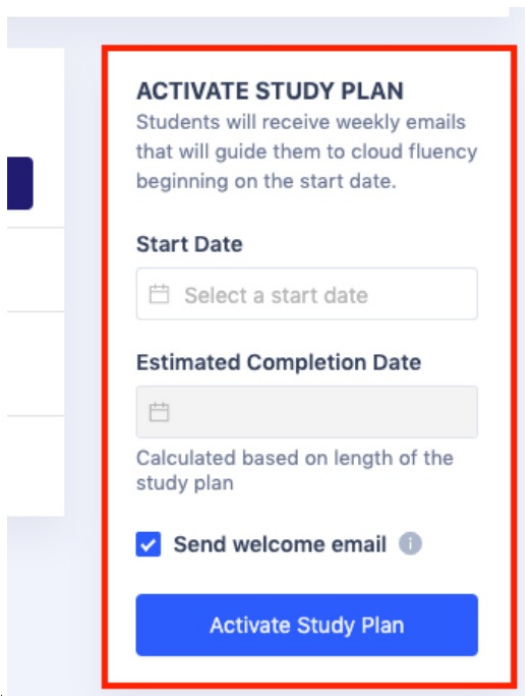 ACTIVATE STUDY PLAN
Students will receive weekly emails
that will guide them to cloud fluency
beginning on the start date.
Start Date
Select a start date
Estimated Completion Date
Calculated based on length of the
study plan
Send welcome email
Activate Study Plan